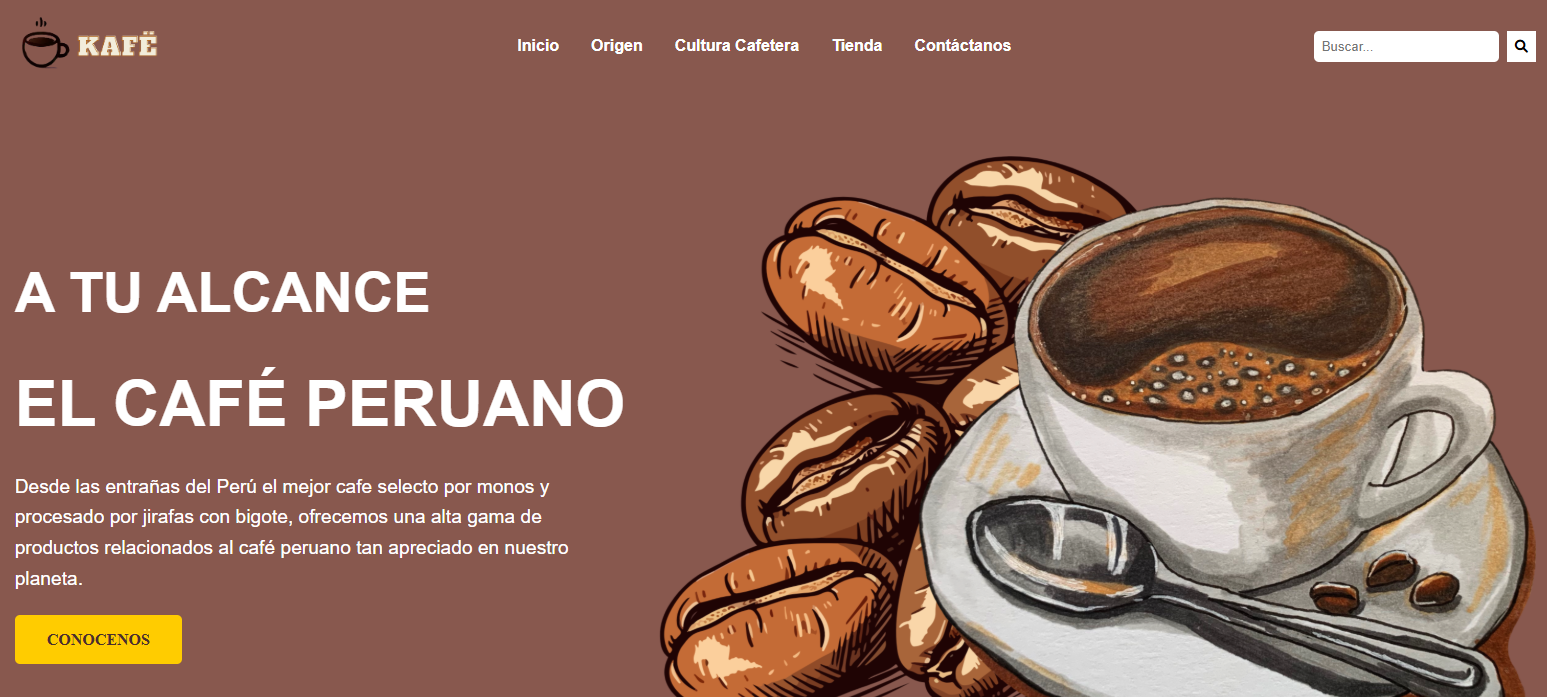 KAFË
Inicio Origen Cultura Cafetera Tienda Contáctanos
Buscar...
A TU ALCANCE
EL CAFÉ PERUANO
Desde las entrañas del Perú el mejor cafe selecto por monos y
procesado por jirafas con bigote, ofrecemos una alta gama de
productos relacionados al café peruano tan apreciado en nuestro
planeta.
CONOCENOS